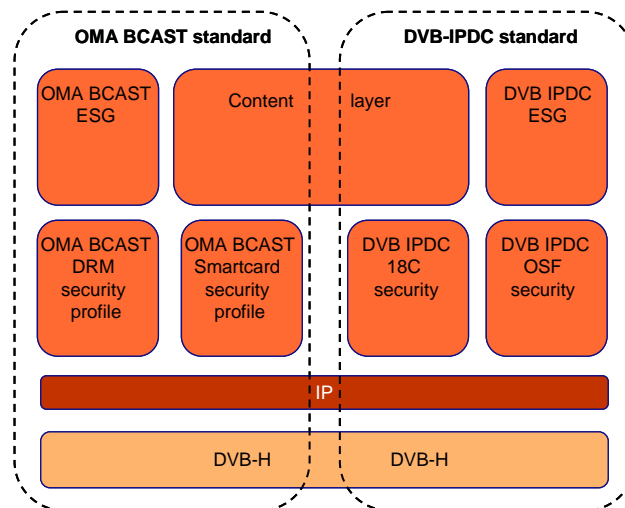 OMA BCAST standard
DVB-IPDC standard
OMA BCAST
ESG
Content layer
DVB IPDC
ESG
OMA BCAST
DRM
security
profile
OMA BCAST
Smartcard
security
profile
DVB IPDC
18C
security
DVB IPDC
OSF
security
IP
DVB-H
DVB-H